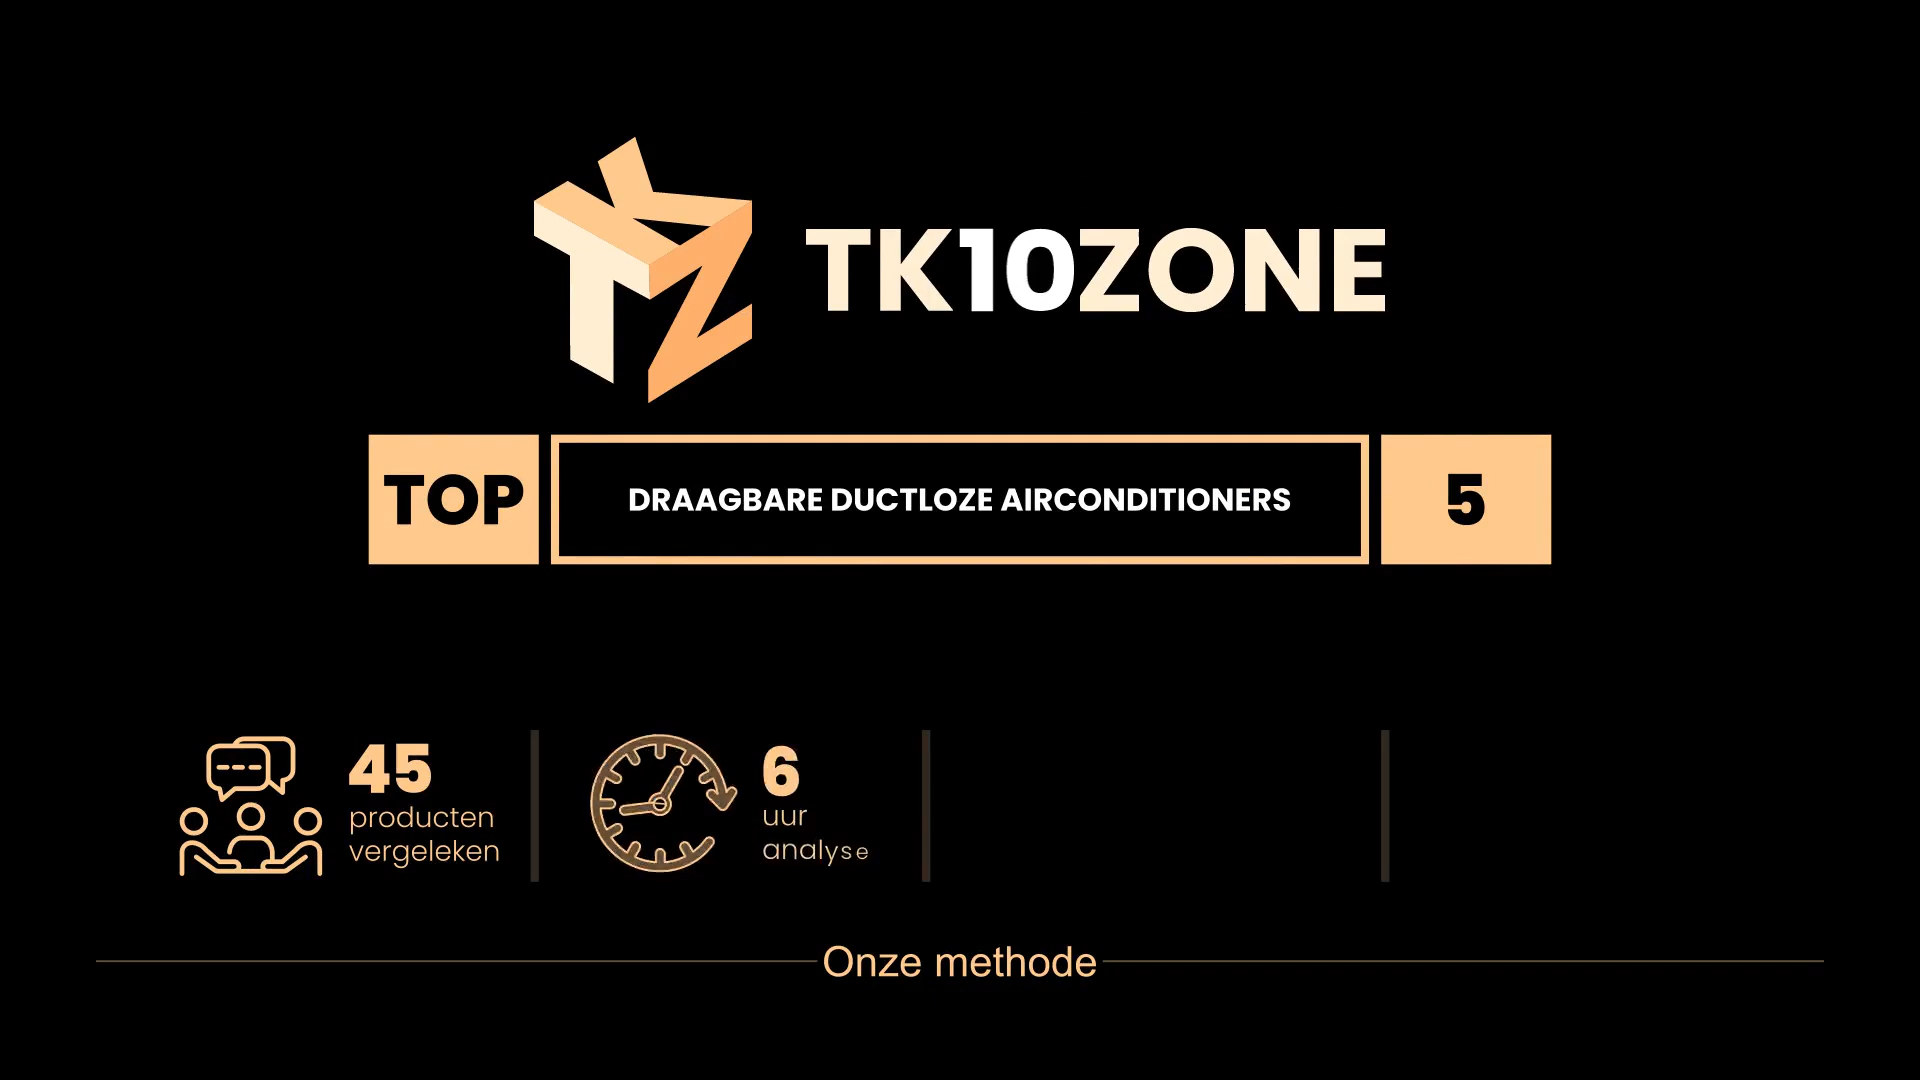 TK10ZONE
TOP
DRAAGBARE DUCTLOZE AIRCONDITIONERS
5
45
producten
vergeleken
6
uur
analyse
Onze methode